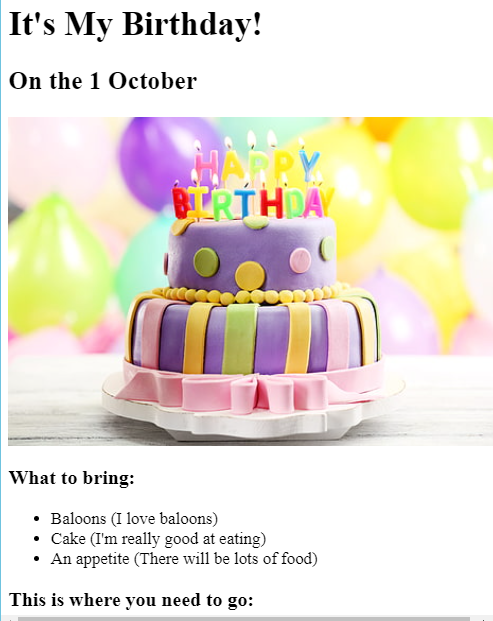 It's My Birthday!
On the 1 October
HAPPY
BIRTHDAY
What to bring:
Baloons (I love baloons)
Cake (I'm really good at eating)
An appetite (There will be lots of food)
This is where you need to go: